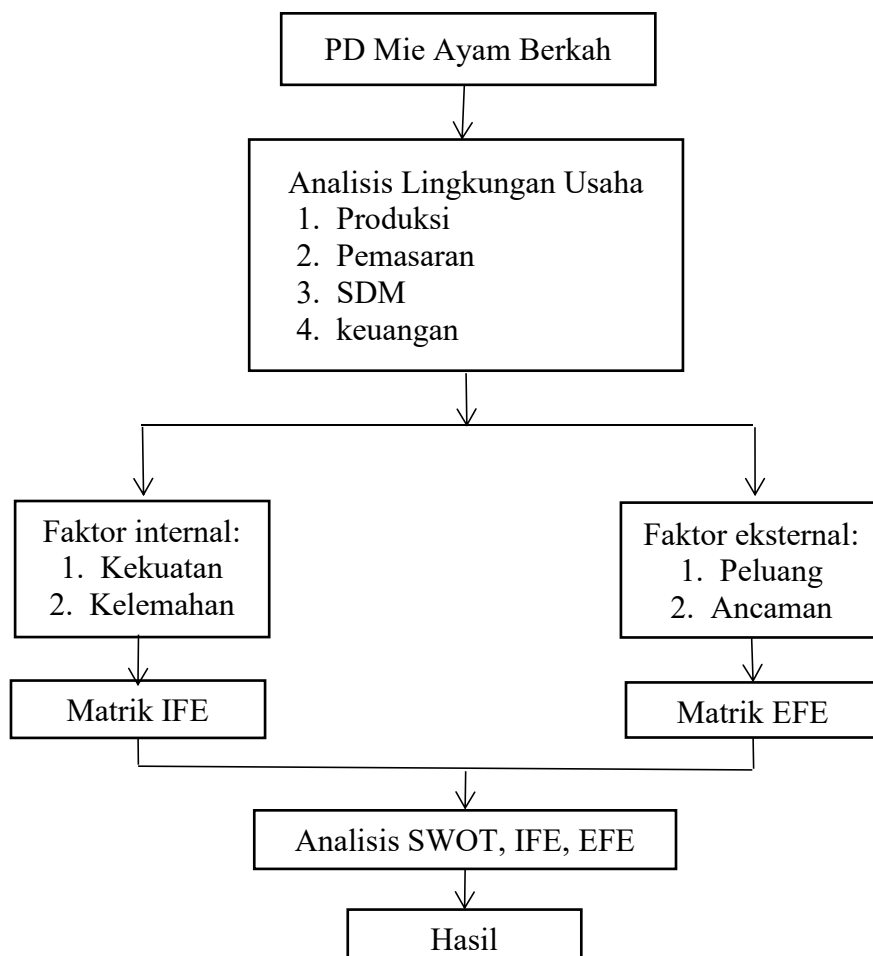 PD Mie Ayam Berkah
Analisis Lingkungan Usaha
1. Produksi
2. Pemasaran
3. SDM
4. keuangan
Faktor internal:
1. Kekuatan
2. Kelemahan
Faktor eksternal:
1. Peluang
2. Ancaman
Matrik IFE
Matrik EFE
Analisis SWOT, IFE, EFE
Hasil